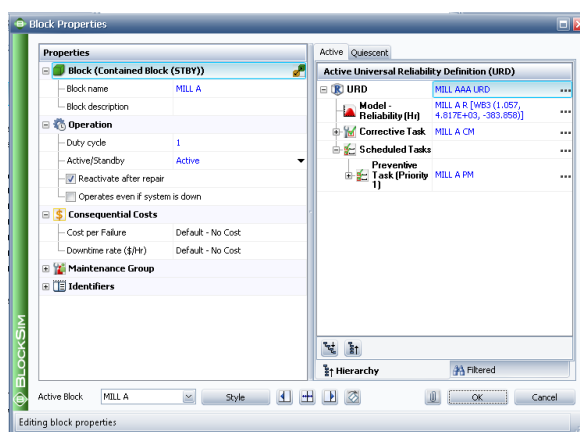 Block Properties
Properties
Block (Contained Block (STBY))
Block name MILL A
Block description
Operation
Duty cycle 1
Active/Standby Active
Reactivate after repair
Operates even if system is down
Consequential Costs
Cost per Failure Default - No Cost
Downtime rate ($/Hr) Default - No Cost
Maintenance Group
Identifiers
Active Quiescent
Active Universal Reliability Definition (URD)
URD MILL AAA URD ...
Model - Reliability (Hr) MILL A R [WB3 (1.057, ...
4.817E+03, -383.858)]
Corrective Task MILL A CM ...
Scheduled Tasks
Preventive
Task (Priority MILL A PM ...
1)
Hierarchy Filtered
BLOCKSIM
Active Block MILL A Style OK Cancel
Editing block properties